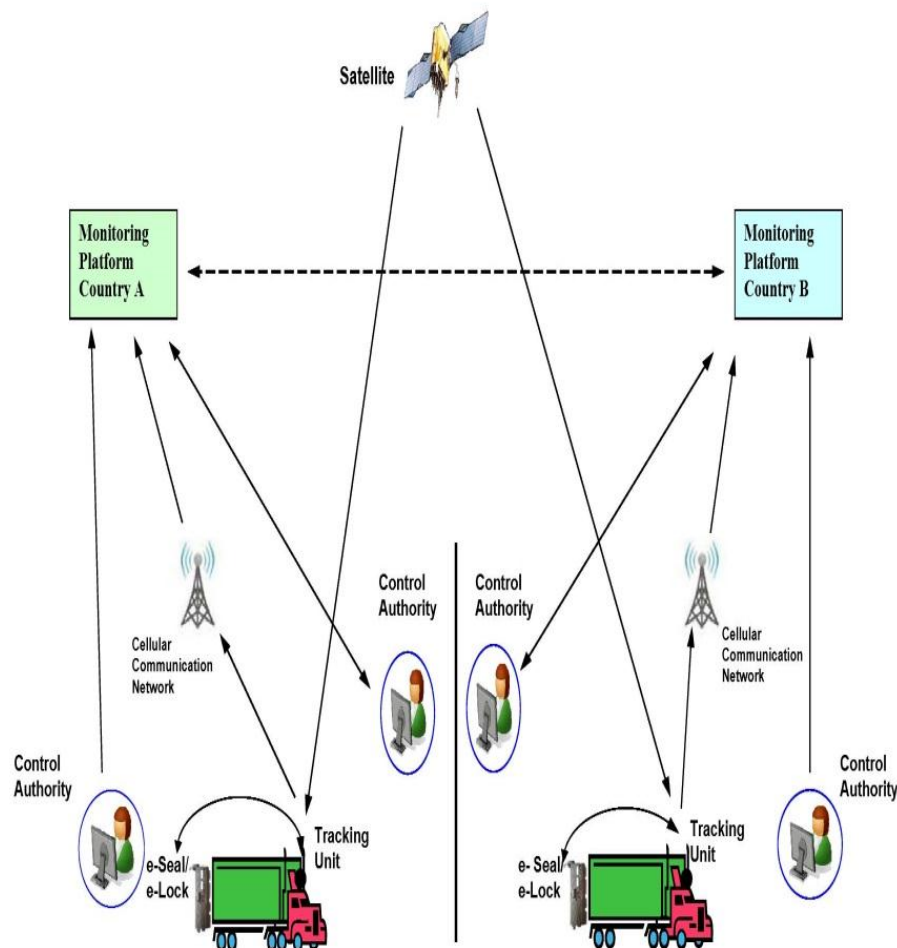 Satellite
Monitoring
Platform
Country A
Monitoring
Platform
Country B
Control
Authority
Control
Authority
Cellular
Communication
Network
Cellular
Communication
Network
Control
Authority
e-Seal/
e-Lock
Tracking
Unit
e- Seal/
e-Lock
Tracking
Unit
Control
Authority